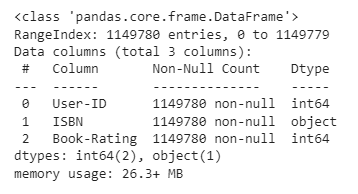 <class 'pandas.core.frame.DataFrame'>
RangeIndex: 1149780 entries, 0 to 1149779
Data columns (total 3 columns):
 #   Column       Non-Null Count    Dtype
---  ------       --------------    -----
 0   User-ID      1149780 non-null  int64
 1   ISBN         1149780 non-null  object
 2   Book-Rating  1149780 non-null  int64
dtypes: int64(2), object(1)
memory usage: 26.3+ MB